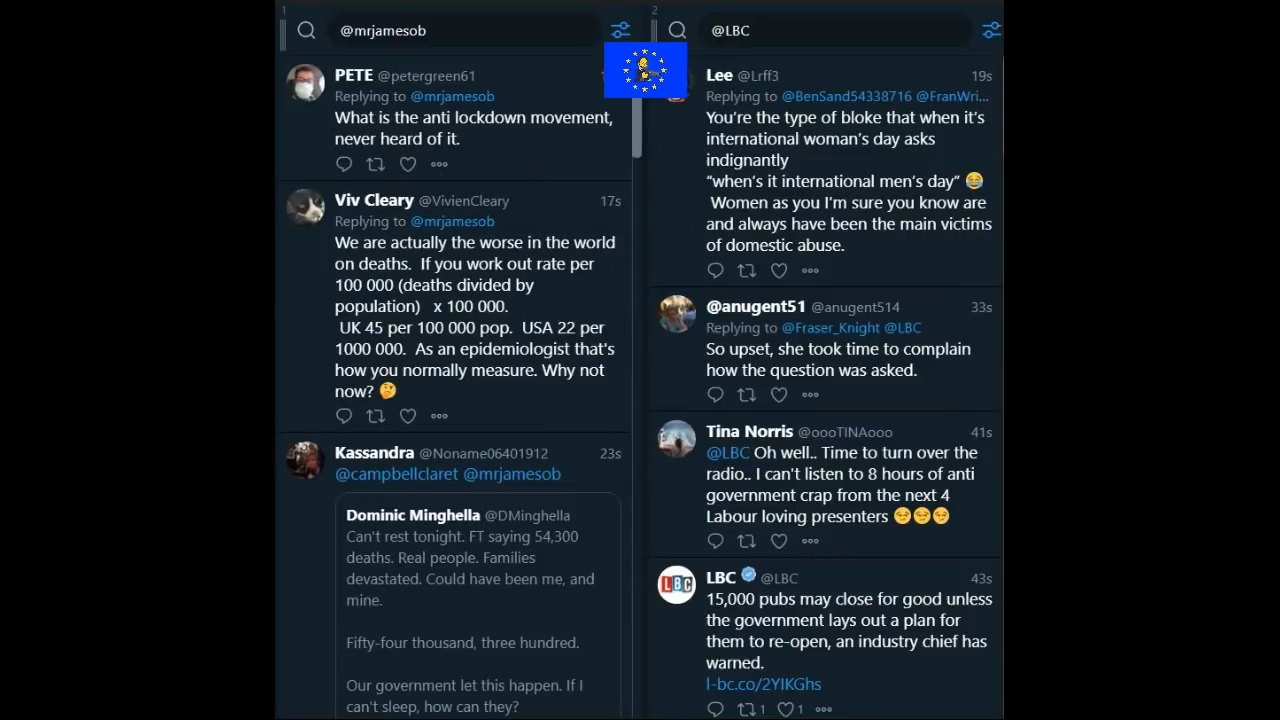 1
@mrjamesob
PETE @petergreen61
Replying to @mrjamesob
What is the anti lockdown movement,
never heard of it.
Viv Cleary @VivienCleary 17s
Replying to @mrjamesob
We are actually the worse in the world
on deaths. If you work out rate per
100 000 (deaths divided by
population) x 100 000.
UK 45 per 100 000 pop. USA 22 per
1000 000. As an epidemiologist that's
how you normally measure. Why not
now? 🤔
Kassandra @Noname06401912 23s
@campbellclaret @mrjamesob
Dominic Minghella @DMinghella
Can't rest tonight. FT saying 54,300
deaths. Real people. Families
devastated. Could have been me, and
mine.
Fifty-four thousand, three hundred.
Our government let this happen. If I
can't sleep, how can they?
2
@LBC
Lee @Lrff3 19s
Replying to @BenSand54338716 @FranWri...
You're the type of bloke that when it's
international woman's day asks
indignantly
“when's it international men's day” 😂
Women as you I'm sure you know are
and always have been the main victims
of domestic abuse.
@anugent51 @anugent514 33s
Replying to @Fraser_Knight @LBC
So upset, she took time to complain
how the question was asked.
Tina Norris @oooTINAooo 41s
@LBC Oh well.. Time to turn over the
radio.. I can't listen to 8 hours of anti
government crap from the next 4
Labour loving presenters 😏😏😏
LBC
LBC @LBC 43s
15,000 pubs may close for good unless
the government lays out a plan for
them to re-open, an industry chief has
warned.
l-bc.co/2YIKGhs
1 1